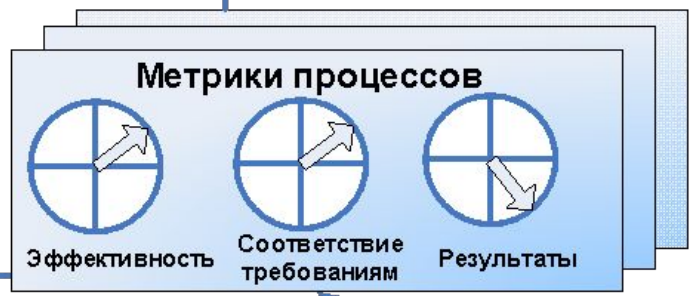 Метрики процессов
Эффективность
Соответствие
требованиям
Результаты